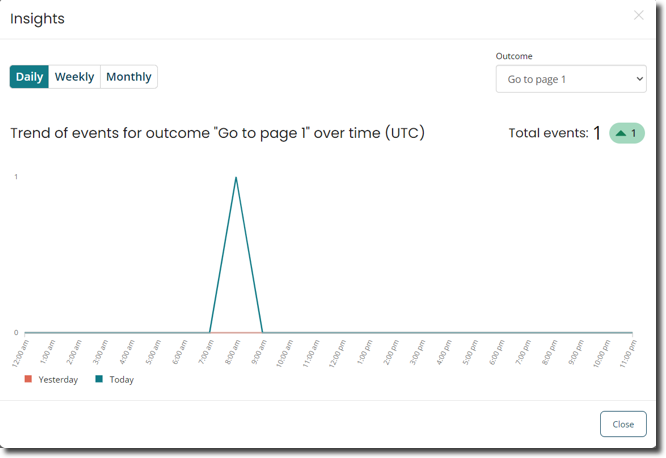 Insights
Outcome
Daily Weekly Monthly
Go to page 1
Trend of events for outcome "Go to page 1" over time (UTC)
Total events: 1 1
1
0
12:00 am 1:00 am 2:00 am 3:00 am 4:00 am 5:00 am 6:00 am 7:00 am 8:00 am 9:00 am 10:00 am 11:00 am 12:00 pm 1:00 pm 2:00 pm 3:00 pm 4:00 pm 5:00 pm 6:00 pm 7:00 pm 8:00 pm 9:00 pm 10:00 pm 11:00 pm
Yesterday Today
Close